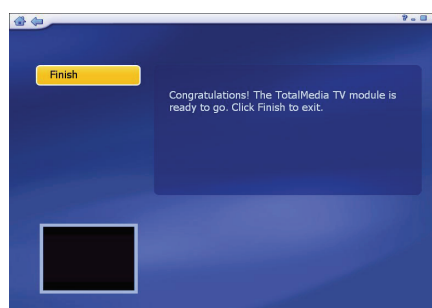 Finish
Congratulations! The TotalMedia TV module is
ready to go. Click Finish to exit.